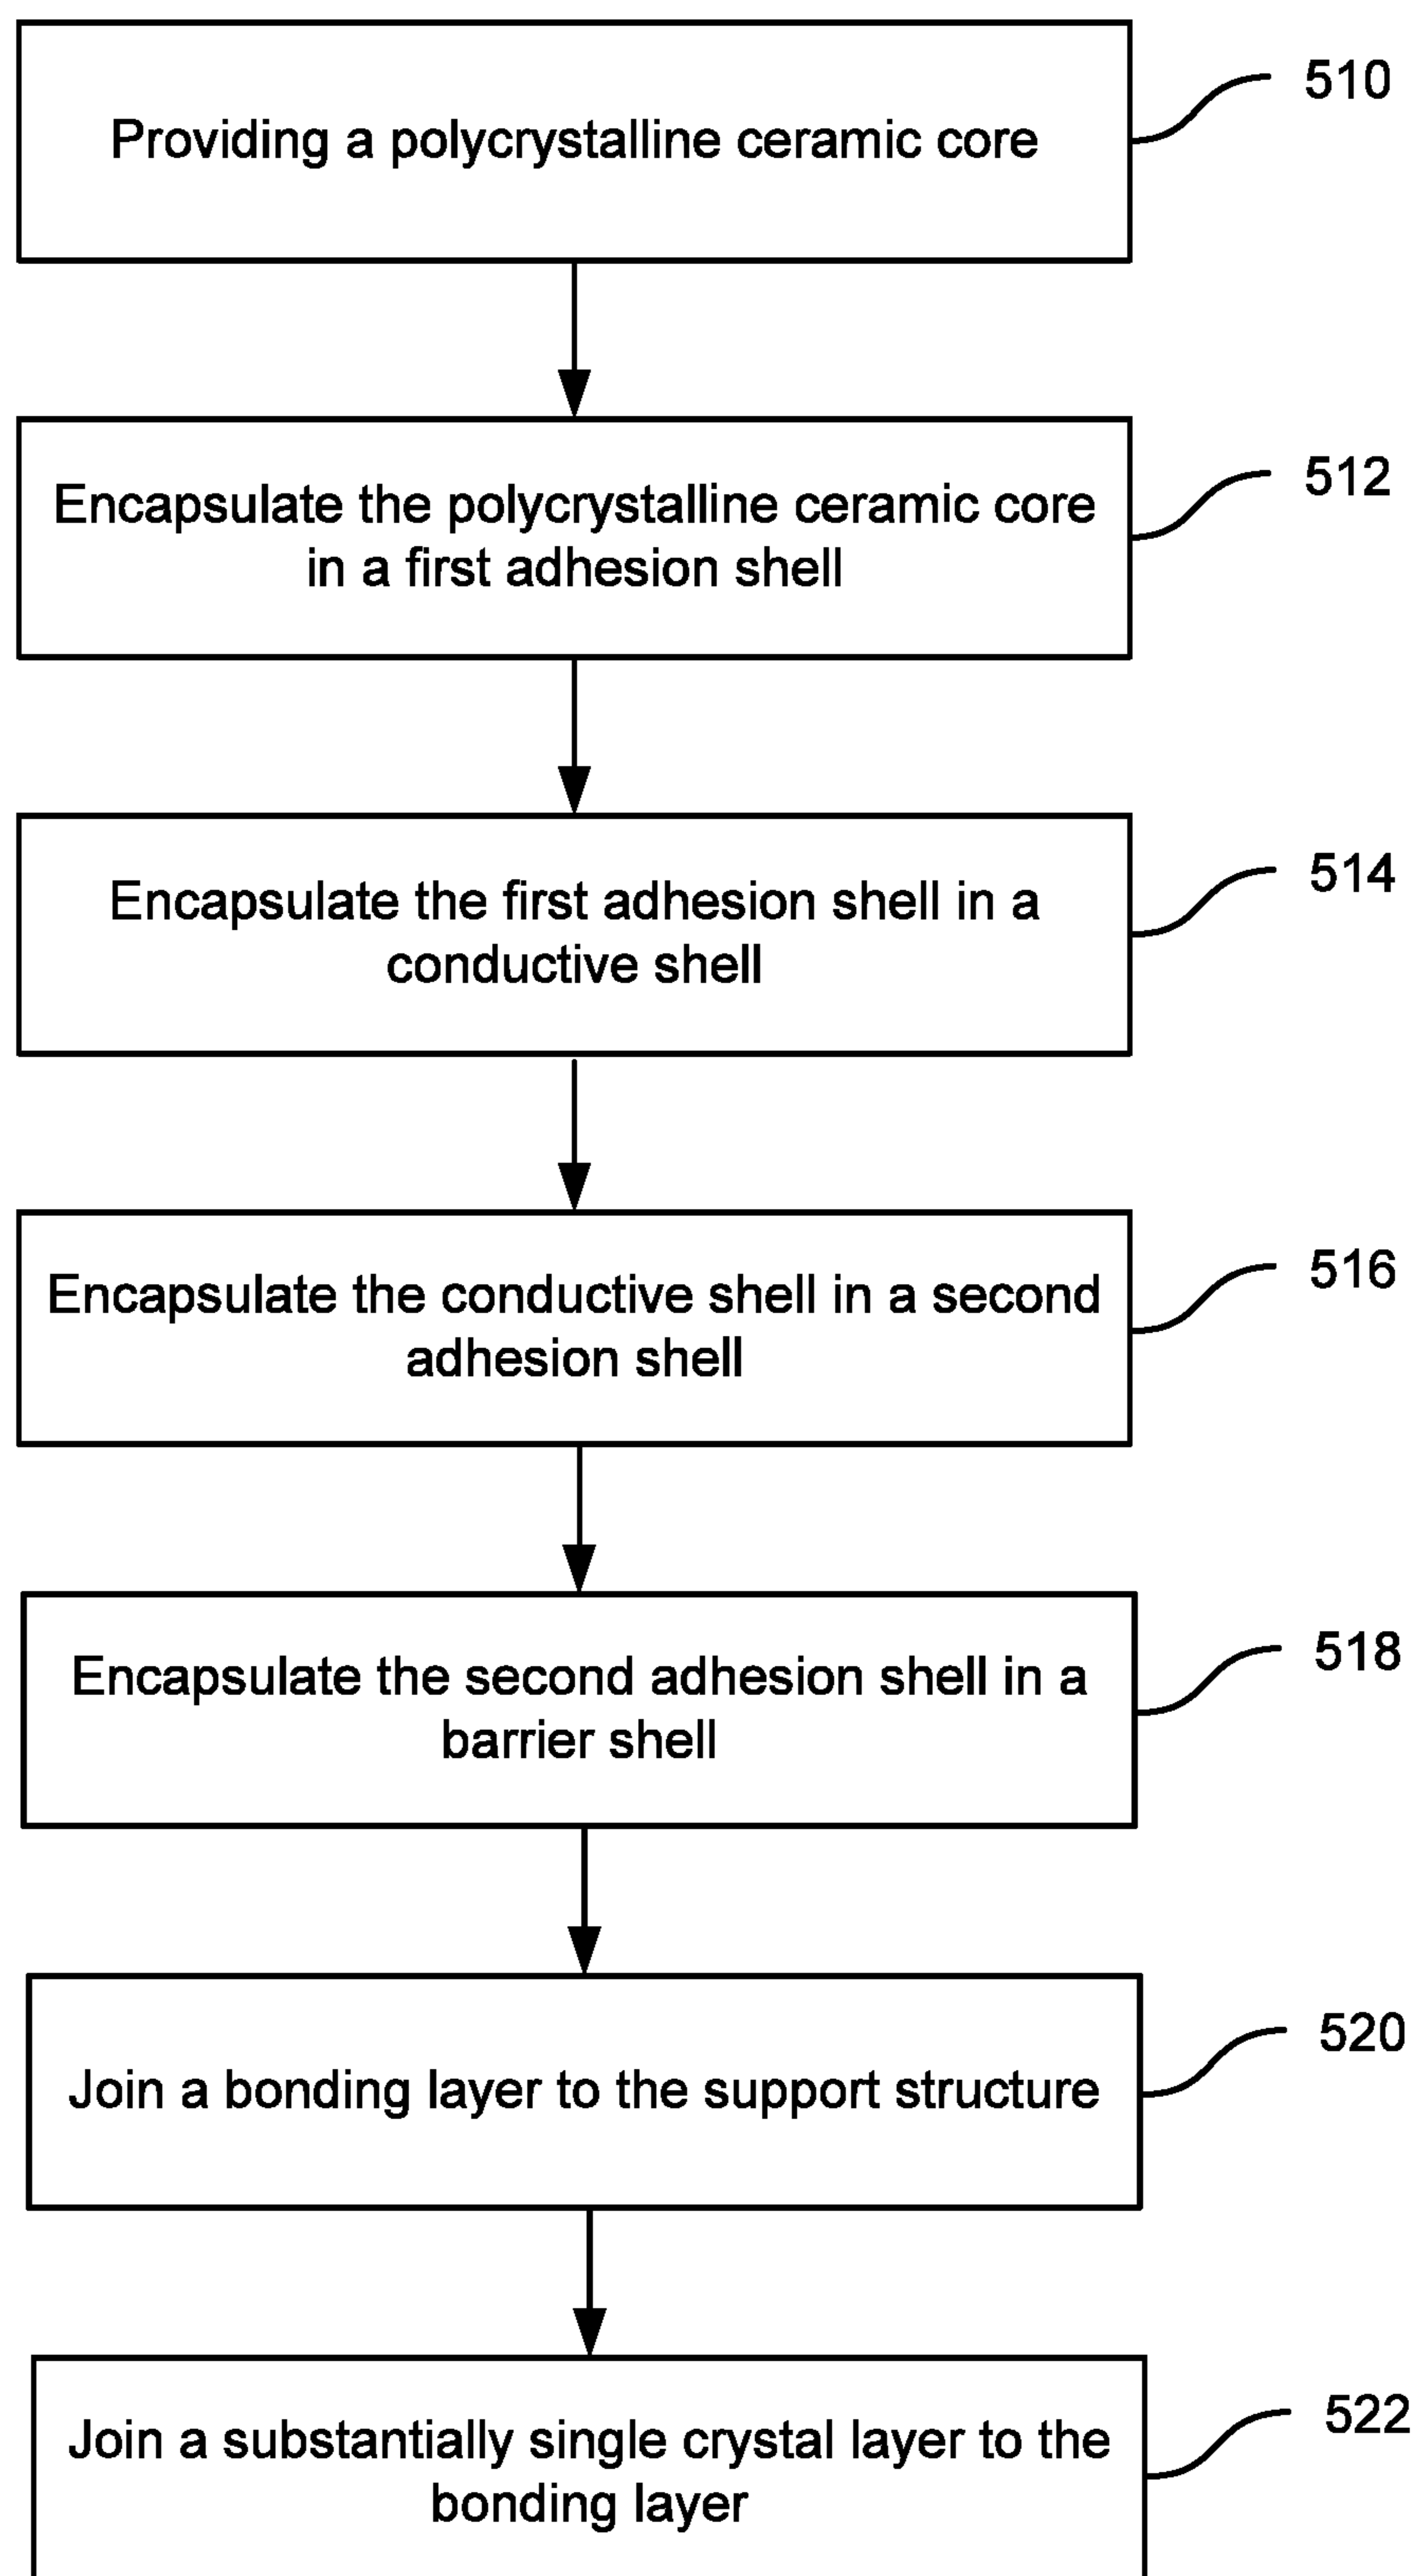 Providing a polycrystalline ceramic core
510
Encapsulate the polycrystalline ceramic core
in a first adhesion shell
512
Encapsulate the first adhesion shell in a
conductive shell
514
Encapsulate the conductive shell in a second
adhesion shell
516
Encapsulate the second adhesion shell in a
barrier shell
518
Join a bonding layer to the support structure
520
Join a substantially single crystal layer to the
bonding layer
522